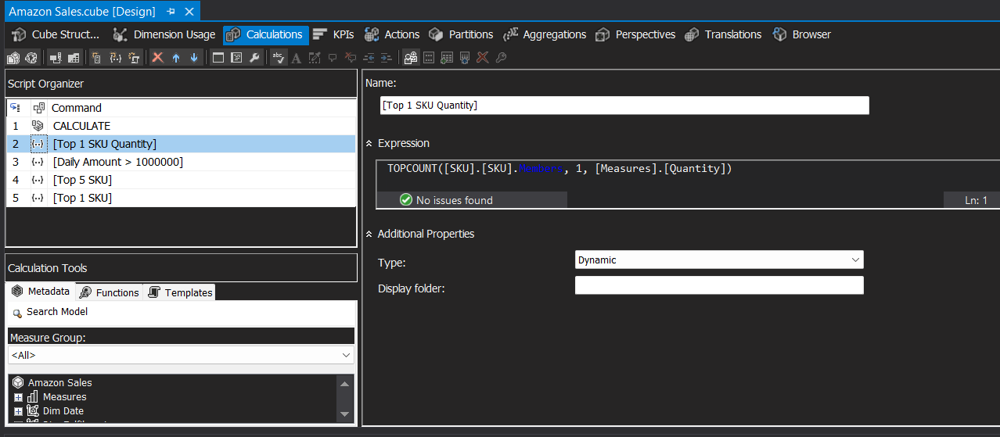 Amazon Sales.cube [Design]
Cube Struct... Dimension Usage Calculations KPIs Actions Partitions Aggregations Perspectives Translations Browser
Script Organizer
Command
1 CALCULATE
2 [Top 1 SKU Quantity]
3 [Daily Amount > 1000000]
4 [Top 5 SKU]
5 [Top 1 SKU]
Calculation Tools
Metadata Functions Templates
Search Model
Measure Group:
<All>
Amazon Sales
Measures
Dim Date
Name:
[Top 1 SKU Quantity]
Expression
TOPCOUNT([SKU].[SKU].Members, 1, [Measures].[Quantity])
No issues found
Ln: 1
Additional Properties
Type: Dynamic
Display folder: